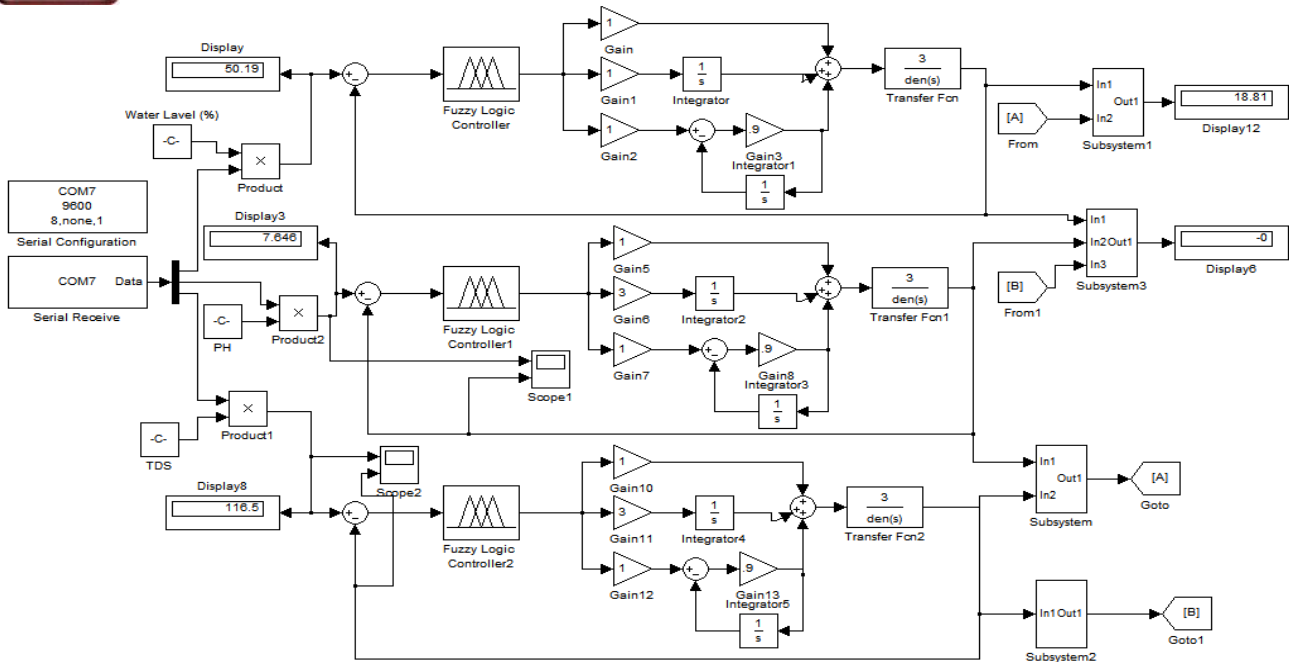 Display
50.19
Water Lavel (%)
-C-
×
Product
COM7
9600
8,none,1
Serial Configuration
COM7
Data
Serial Receive
Display3
7.646
-C-
PH
×
Product2
-C-
TDS
×
Product1
Display8
116.5
Scope1
Scope2
+
−
Fuzzy Logic
Controller
1
Gain
1
Gain1
1
s
Integrator
1
Gain2
+
−
.9
Gain3
Integrator1
1
s
+
+
+
3
den(s)
Transfer Fcn
[A]
From
In1
In2
Out1
Subsystem1
18.81
Display12
+
−
Fuzzy Logic
Controller1
1
Gain5
3
Gain6
1
s
Integrator2
1
Gain7
+
−
.9
Gain8
Integrator3
1
s
+
+
+
3
den(s)
Transfer Fcn1
In1
In2 Out1
In3
Subsystem3
[B]
From1
-0
Display6
+
−
Fuzzy Logic
Controller2
1
Gain10
3
Gain11
1
s
Integrator4
1
Gain12
+
−
.9
Gain13
Integrator5
1
s
+
+
+
3
den(s)
Transfer Fcn2
In1
Out1
In2
Subsystem
[A]
Goto
In1 Out1
Subsystem2
[B]
Goto1